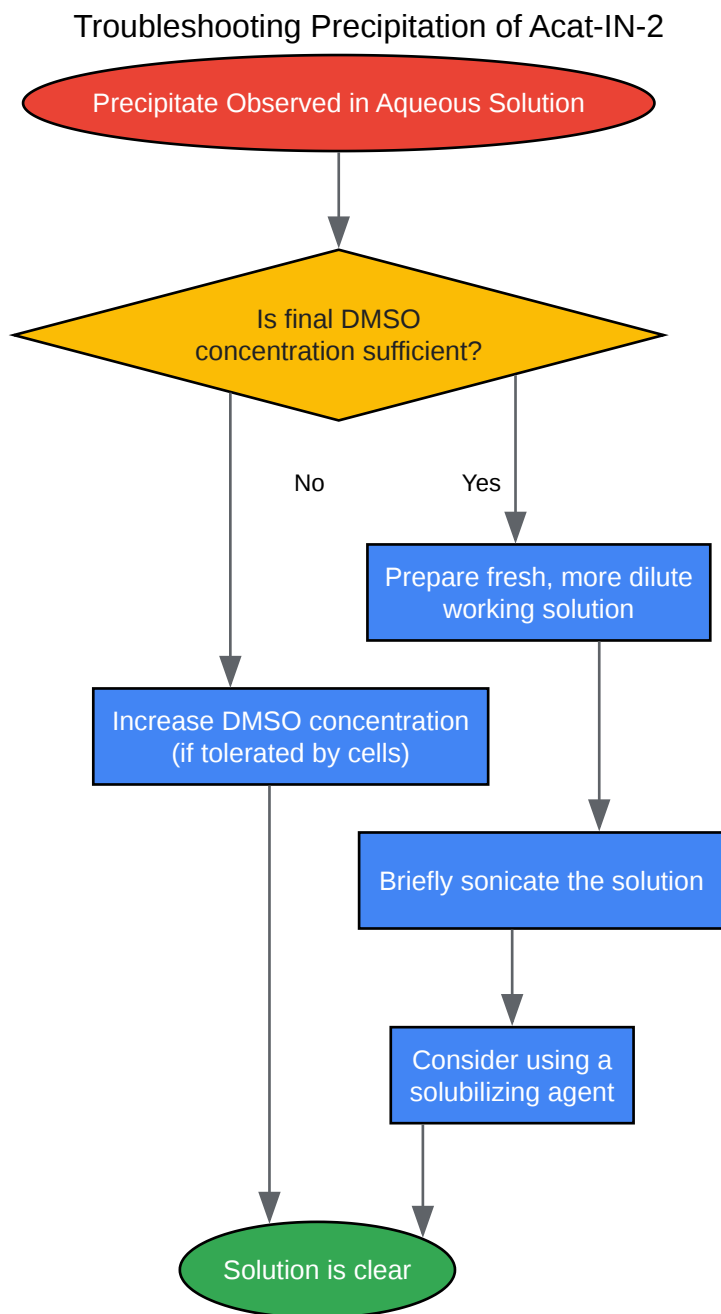 Troubleshooting Precipitation of Acat-IN-2
Precipitate Observed in Aqueous Solution
Is final DMSO
concentration sufficient?
No
Yes
Prepare fresh, more dilute
working solution
Increase DMSO concentration
(if tolerated by cells)
Briefly sonicate the solution
Consider using a
solubilizing agent
Solution is clear